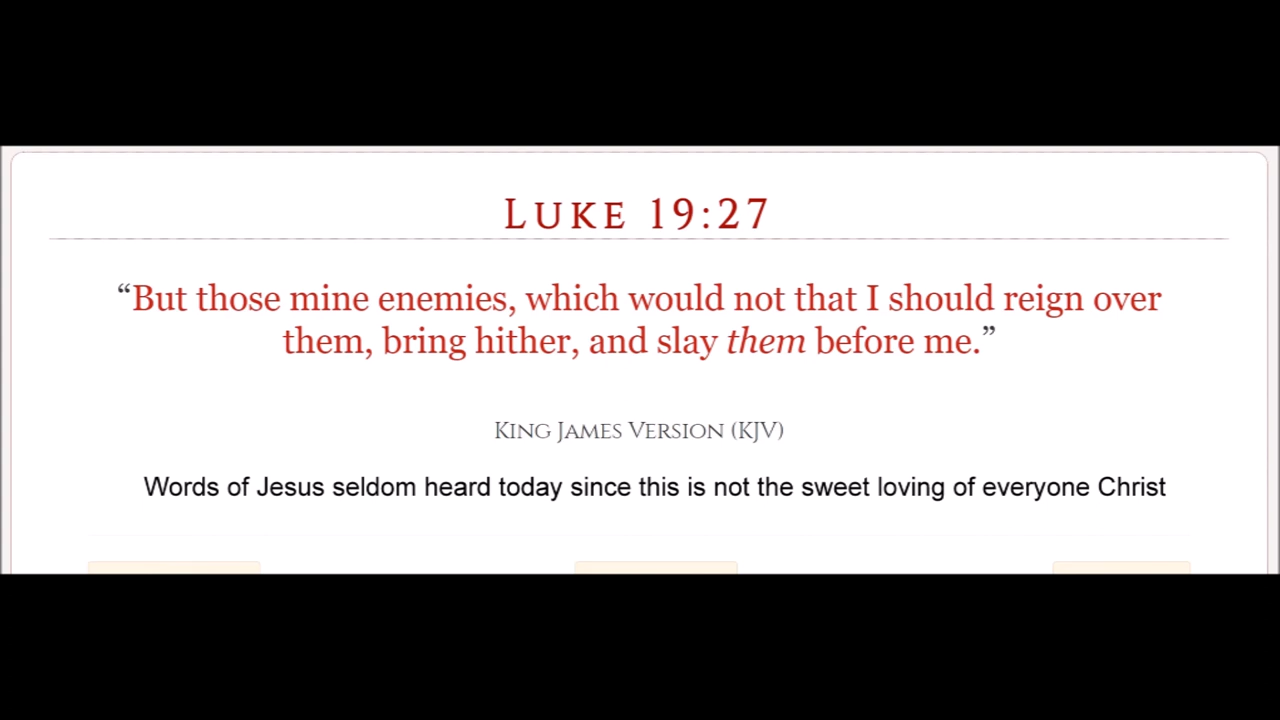 Luke 19:27
“But those mine enemies, which would not that I should reign over
them, bring hither, and slay them before me.”
King James Version (KJV)
Words of Jesus seldom heard today since this is not the sweet loving of everyone Christ